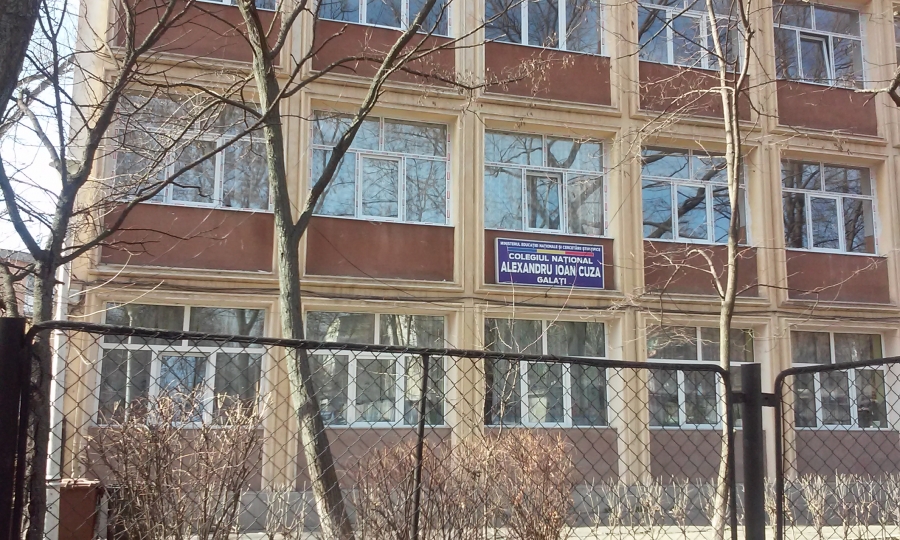 MINISTERUL EDUCAȚIEI NAȚIONALE ȘI CERCETĂRII ȘTIINȚIFICE
COLEGIUL NAȚIONAL
ALEXANDRU IOAN CUZA
GALAȚI